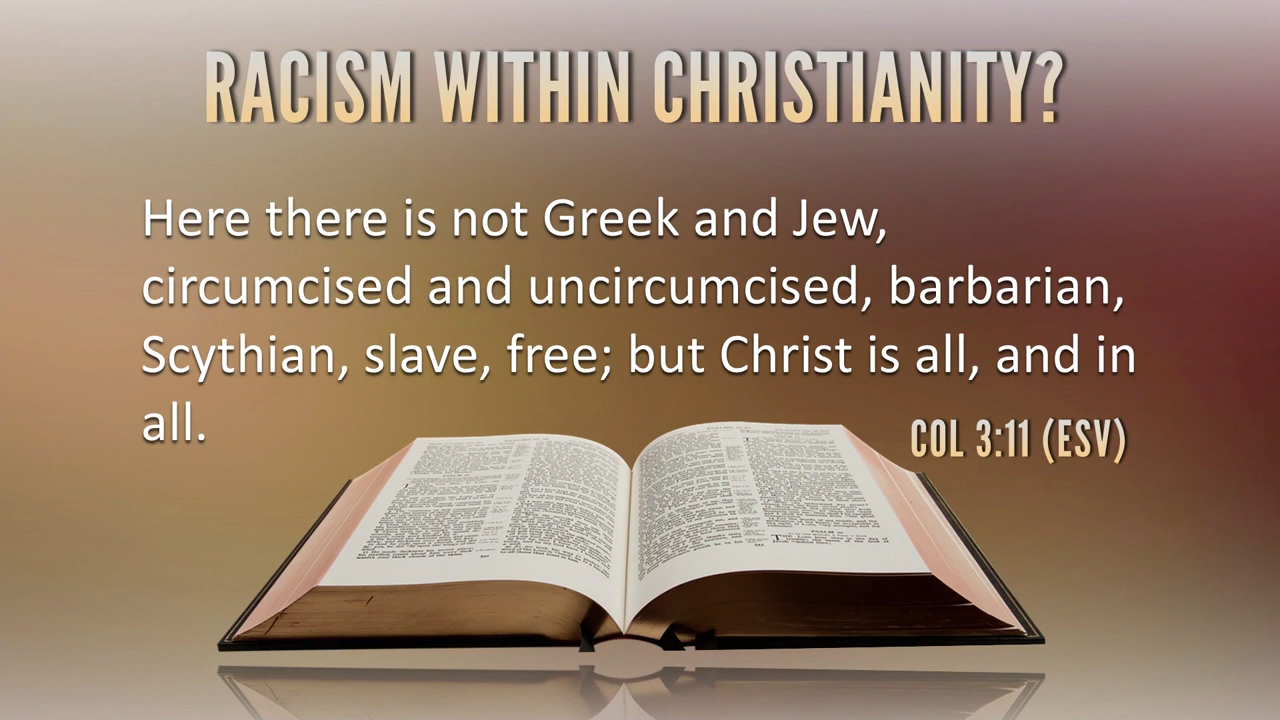 RACISM WITHIN CHRISTIANITY?
Here there is not Greek and Jew,
circumcised and uncircumcised, barbarian,
Scythian, slave, free; but Christ is all, and in
all.
COL 3:11 (ESV)